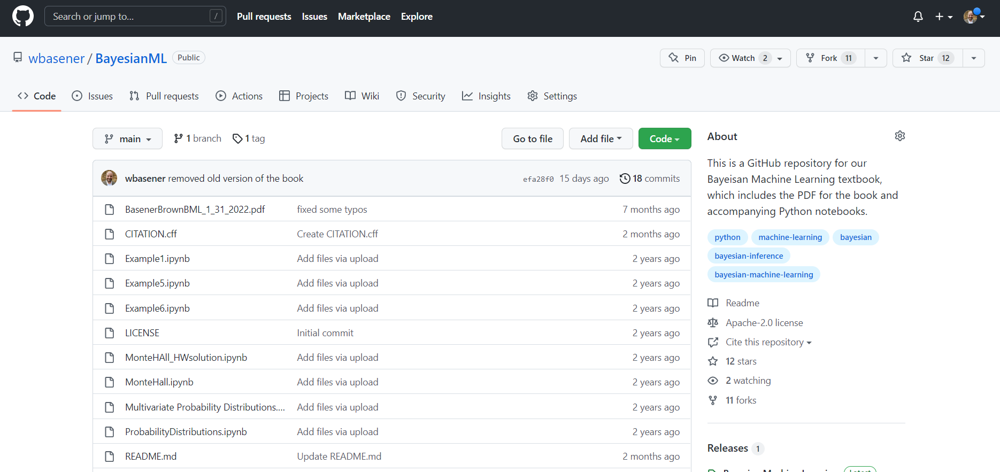 Search or jump to... / Pull requests Issues Marketplace Explore
wbasener / BayesianML Public Pin Watch 2 Fork 11 Star 12
Code Issues Pull requests Actions Projects Wiki Security Insights Settings
main 1 branch 1 tag Go to file Add file Code
wbasener removed old version of the book efa28f0 15 days ago 18 commits
BasenerBrownBML_1_31_2022.pdf fixed some typos 7 months ago
CITATION.cff Create CITATION.cff 2 months ago
Example1.ipynb Add files via upload 2 years ago
Example5.ipynb Add files via upload 2 years ago
Example6.ipynb Add files via upload 2 years ago
LICENSE Initial commit 2 years ago
MonteHAll_HWsolution.ipynb Add files via upload 2 years ago
MonteHall.ipynb Add files via upload 2 years ago
Multivariate Probability Distributions.... Add files via upload 2 years ago
ProbabilityDistributions.ipynb Add files via upload 2 years ago
README.md Update README.md 2 months ago
About
This is a GitHub repository for our
Bayeisan Machine Learning textbook,
which includes the PDF for the book and
accompanying Python notebooks.
python machine-learning bayesian
bayesian-inference
bayesian-machine-learning
Readme
Apache-2.0 license
Cite this repository
12 stars
2 watching
11 forks
Releases 1